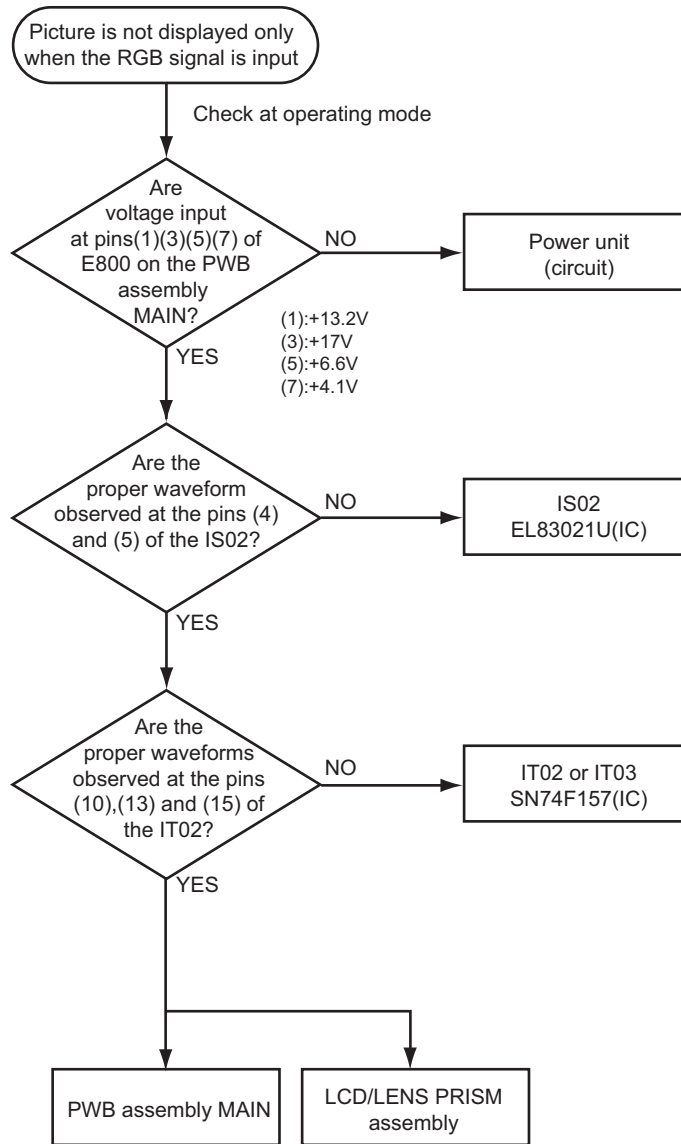 Picture is not displayed only
when the RGB signal is input
Check at operating mode
Are
voltage input
at pins(1)(3)(5)(7) of
E800 on the PWB
assembly
MAIN?
NO
Power unit
(circuit)
(1):+13.2V
(3):+17V
(5):+6.6V
(7):+4.1V
YES
Are the
proper waveform
observed at the pins (4)
and (5) of the IS02?
NO
IS02
EL83021U(IC)
YES
Are the
proper waveforms
observed at the pins
(10),(13) and (15) of
the IT02?
NO
IT02 or IT03
SN74F157(IC)
YES
PWB assembly MAIN
LCD/LENS PRISM
assembly